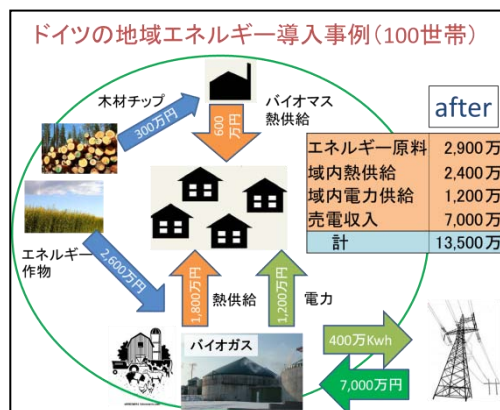 ドイツの地域エネルギー導入事例(100世帯)
木材チップ
300万円
600
万円
バイオマス
熱供給
after
エネルギー原料 2,900万
域内熱供給 2,400万
域内電力供給 1,200万
売電収入 7,000万
計 13,500万
エネルギー
作物
2,600万円
1,800万円
熱供給
1,200万円
電力
バイオガス
400万Kwh
7,000万円